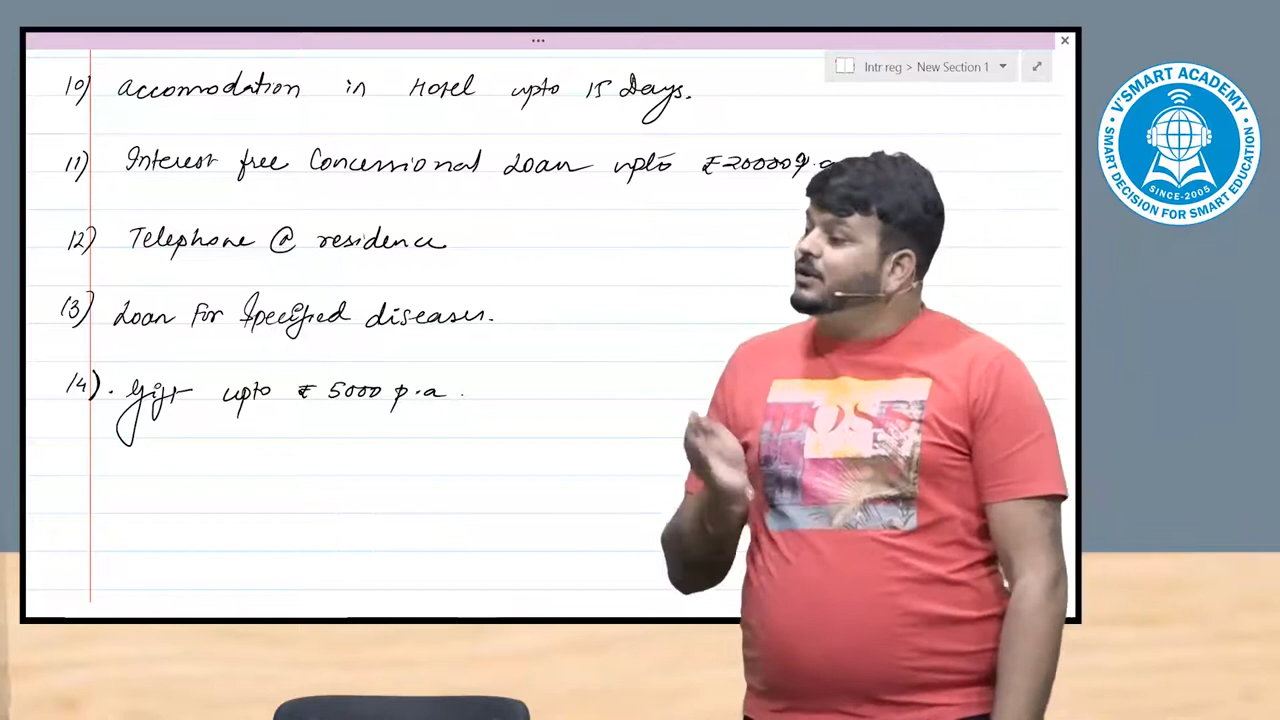 ...
Intr reg > New Section 1
10) Accomodation in Hotel upto 15 Days.
11) Interest free Concessional Loan upto ₹20000 p.a
12) Telephone @ residence
13) Loan for Specified diseases.
14). Gift upto ₹ 5000 p.a.
V'SMART ACADEMY
SINCE-2005
SMART DECISION FOR SMART EDUCATION